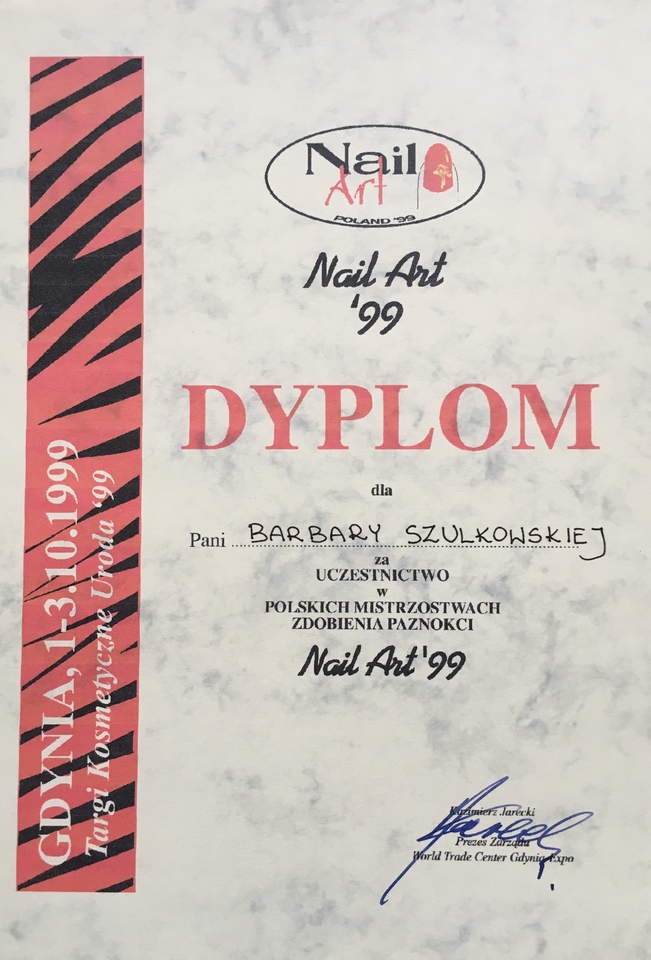 Nail
Art
POLAND '99
Nail Art
'99
DYPLOM
dla
Pani BARBARY SZULKOWSKIEJ
za
UCZESTNICTWO
w
POLSKICH MISTRZOSTWACH
ZDOBIENIA PAZNOKCI
Nail Art '99
GDYNIA, 1-3.10.1999
Targi Kosmetyczne Uroda '99
Kazimierz Jarecki
Prezes Zarządu
World Trade Center Gdynia Expo